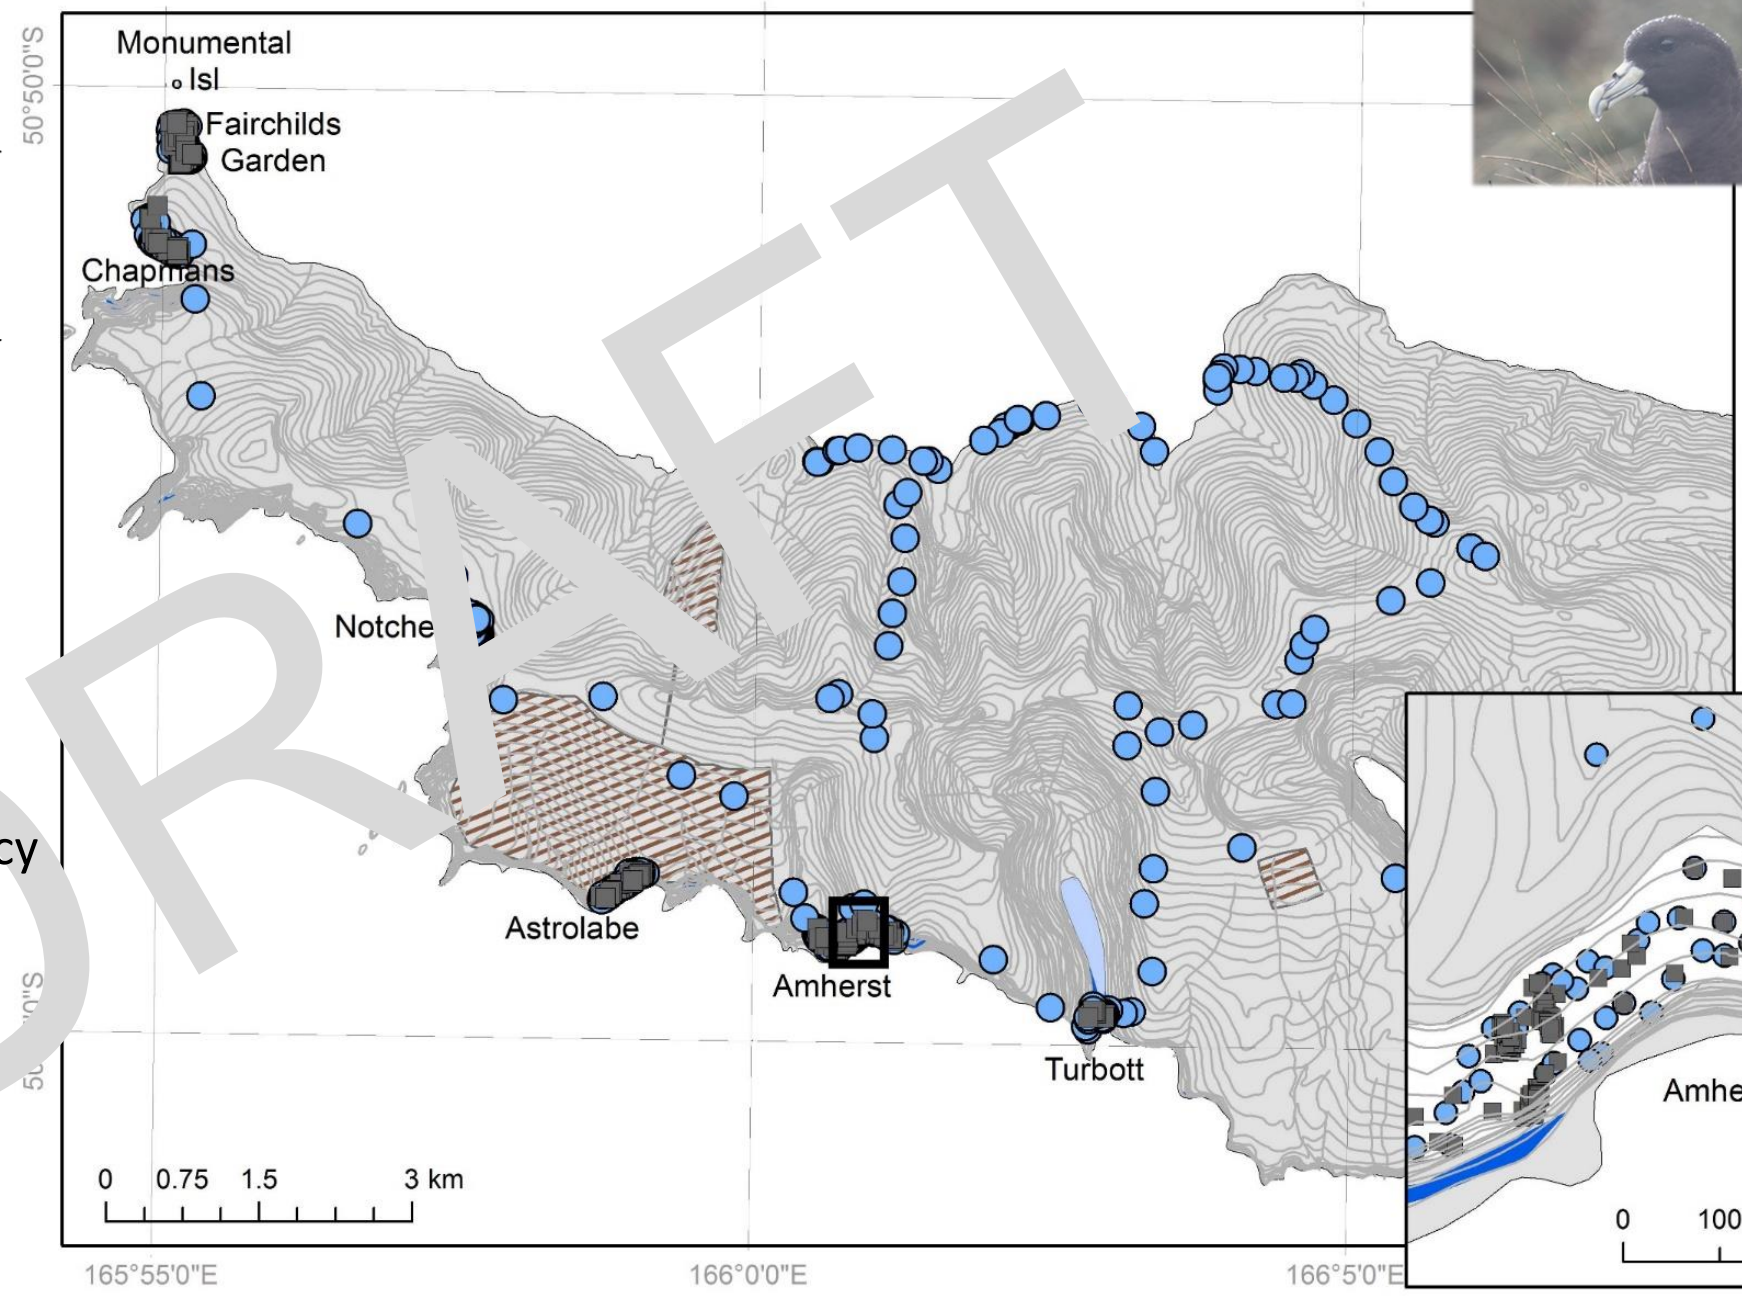 50°50'0"S
Monumental
Isl
Fairchilds
Garden
Chapmans
DRAFT
Notche
cy
Astrolabe
Amherst
Turbott
Amhe
0 0.75 1.5 3 km
0 100
165°55'0"E 166°0'0"E 166°5'0"E